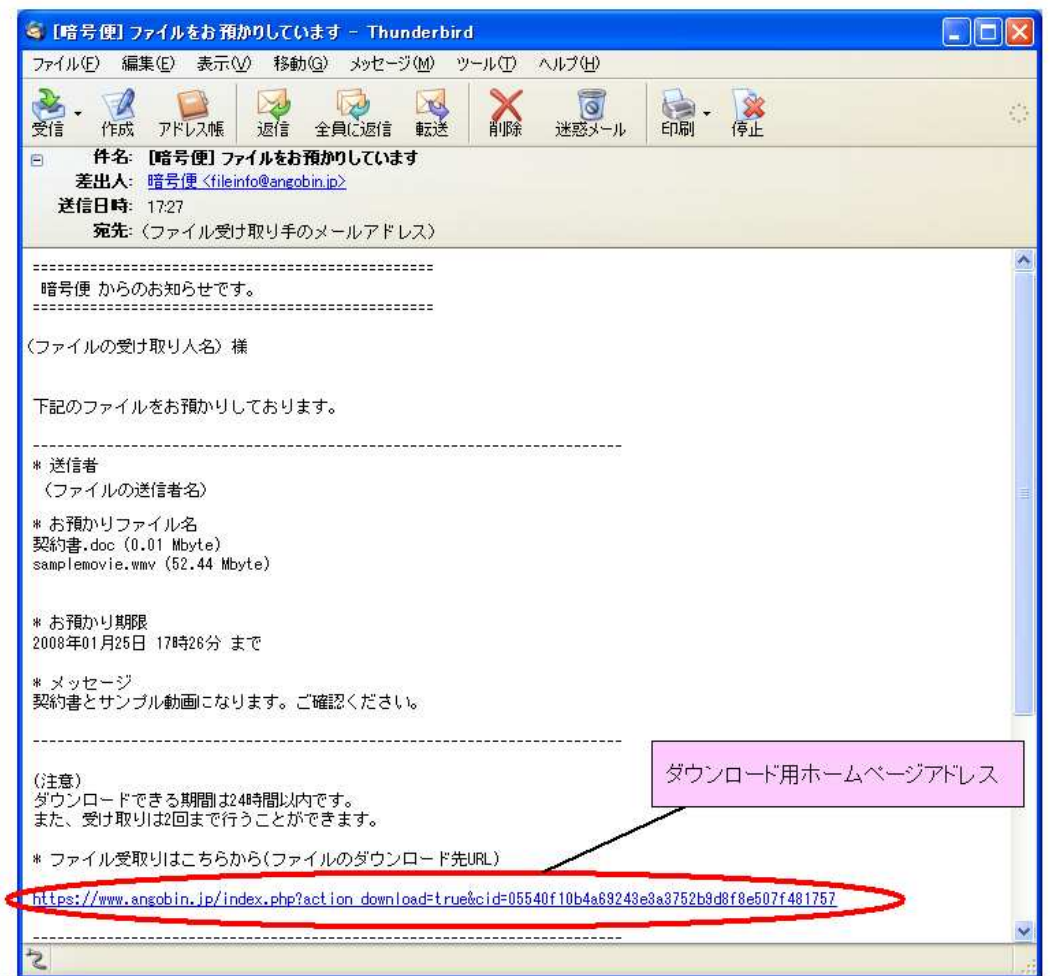 [暗号便] ファイルをお預かりしています - Thunderbird
ファイル(F) 編集(E) 表示(V) 移動(G) メッセージ(M) ツール(T) ヘルプ(H)
受信 作成 アドレス帳 返信 全員に返信 転送 削除 迷惑メール 印刷 停止
件名: [暗号便] ファイルをお預かりしています
差出人: 暗号便 <fileinfo@angobin.jp>
送信日時: 17:27
宛先: (ファイル受け取り手のメールアドレス)
=================================================
暗号便 からのお知らせです。
=================================================
(ファイルの受け取り人名) 様
下記のファイルをお預かりしております。
------------------------------------------------------------------------
* 送信者
(ファイルの送信者名)
* お預かりファイル名
契約書.doc (0.01 Mbyte)
samplemovie.wmv (52.44 Mbyte)
* お預かり期限
2008年01月25日 17時26分 まで
* メッセージ
契約書とサンプル動画になります。ご確認ください。
------------------------------------------------------------------------
ダウンロード用ホームページアドレス
(注意)
ダウンロードできる期間は24時間以内です。
また、受け取りは2回まで行うことができます。
* ファイル受取りはこちらから(ファイルのダウンロード先URL)
https://www.angobin.jp/index.php?action_download=true&cid=05540f10b4a69243e3a3752b9d8f8e507f481757
------------------------------------------------------------------------